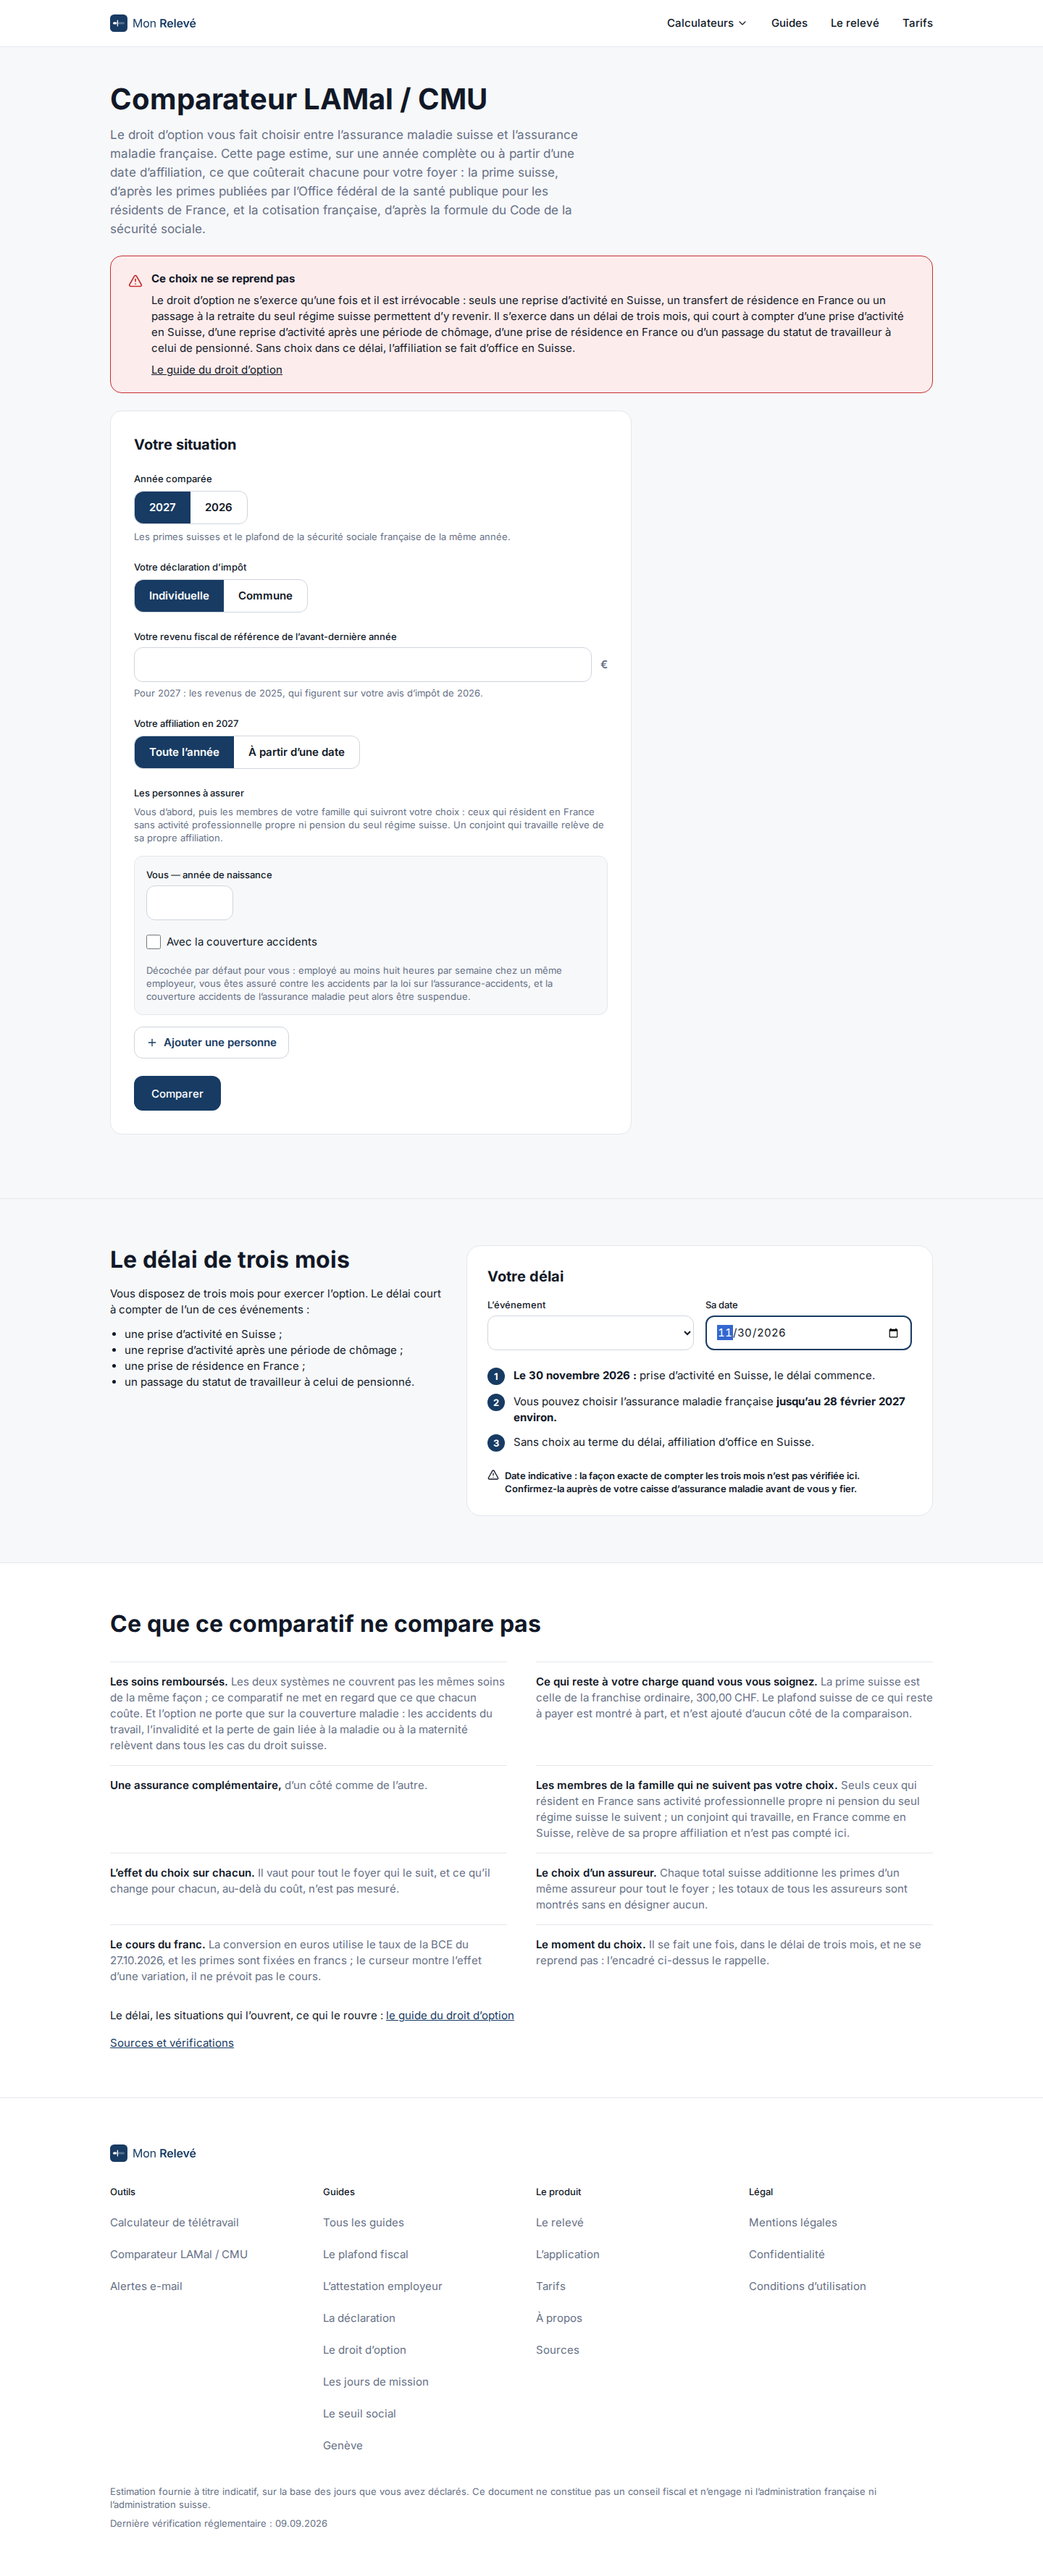 Mon Relevé
Calculateurs
Guides
Le relevé
Tarifs
Comparateur LAMal / CMU
Le droit d’option vous fait choisir entre l’assurance maladie suisse et l’assurance
maladie française. Cette page estime, sur une année complète ou à partir d’une
date d’affiliation, ce que coûterait chacune pour votre foyer : la prime suisse,
d’après les primes publiées par l’Office fédéral de la santé publique pour les
résidents de France, et la cotisation française, d’après la formule du Code de la
sécurité sociale.
Ce choix ne se reprend pas
Le droit d’option ne s’exerce qu’une fois et il est irrévocable : seuls une reprise d’activité en Suisse, un transfert de résidence en France ou un
passage à la retraite du seul régime suisse permettent d’y revenir. Il s’exerce dans un délai de trois mois, qui court à compter d’une prise d’activité
en Suisse, d’une reprise d’activité après une période de chômage, d’une prise de résidence en France ou d’un passage du statut de travailleur à
celui de pensionné. Sans choix dans ce délai, l’affiliation se fait d’office en Suisse.
Le guide du droit d’option
Votre situation
Année comparée
2027
2026
Les primes suisses et le plafond de la sécurité sociale française de la même année.
Votre déclaration d’impôt
Individuelle
Commune
Votre revenu fiscal de référence de l’avant-dernière année
€
Pour 2027 : les revenus de 2025, qui figurent sur votre avis d’impôt de 2026.
Votre affiliation en 2027
Toute l’année
À partir d’une date
Les personnes à assurer
Vous d’abord, puis les membres de votre famille qui suivront votre choix : ceux qui résident en France
sans activité professionnelle propre ni pension du seul régime suisse. Un conjoint qui travaille relève de
sa propre affiliation.
Vous — année de naissance
Avec la couverture accidents
Décochée par défaut pour vous : employé au moins huit heures par semaine chez un même
employeur, vous êtes assuré contre les accidents par la loi sur l’assurance-accidents, et la
couverture accidents de l’assurance maladie peut alors être suspendue.
Ajouter une personne
Comparer
Le délai de trois mois
Vous disposez de trois mois pour exercer l’option. Le délai court
à compter de l’un de ces événements :
• une prise d’activité en Suisse ;
• une reprise d’activité après une période de chômage ;
• une prise de résidence en France ;
• un passage du statut de travailleur à celui de pensionné.
Votre délai
L’événement
Sa date
11/30/2026
1 Le 30 novembre 2026 : prise d’activité en Suisse, le délai commence.
2 Vous pouvez choisir l’assurance maladie française jusqu’au 28 février 2027
environ.
3 Sans choix au terme du délai, affiliation d’office en Suisse.
Date indicative : la façon exacte de compter les trois mois n’est pas vérifiée ici.
Confirmez-la auprès de votre caisse d’assurance maladie avant de vous y fier.
Ce que ce comparatif ne compare pas
Les soins remboursés. Les deux systèmes ne couvrent pas les mêmes soins
de la même façon ; ce comparatif ne met en regard que ce que chacun
coûte. Et l’option ne porte que sur la couverture maladie : les accidents du
travail, l’invalidité et la perte de gain liée à la maladie ou à la maternité
relèvent dans tous les cas du droit suisse.
Ce qui reste à votre charge quand vous vous soignez. La prime suisse est
celle de la franchise ordinaire, 300,00 CHF. Le plafond suisse de ce qui reste
à payer est montré à part, et n’est ajouté d’aucun côté de la comparaison.
Une assurance complémentaire, d’un côté comme de l’autre.
Les membres de la famille qui ne suivent pas votre choix. Seuls ceux qui
résident en France sans activité professionnelle propre ni pension du seul
régime suisse le suivent ; un conjoint qui travaille, en France comme en
Suisse, relève de sa propre affiliation et n’est pas compté ici.
L’effet du choix sur chacun. Il vaut pour tout le foyer qui le suit, et ce qu’il
change pour chacun, au-delà du coût, n’est pas mesuré.
Le choix d’un assureur. Chaque total suisse additionne les primes d’un
même assureur pour tout le foyer ; les totaux de tous les assureurs sont
montrés sans en désigner aucun.
Le cours du franc. La conversion en euros utilise le taux de la BCE du
27.10.2026, et les primes sont fixées en francs ; le curseur montre l’effet
d’une variation, il ne prévoit pas le cours.
Le moment du choix. Il se fait une fois, dans le délai de trois mois, et ne se
reprend pas : l’encadré ci-dessus le rappelle.
Le délai, les situations qui l’ouvrent, ce qui le rouvre : le guide du droit d’option
Sources et vérifications
Mon Relevé
Outils
Calculateur de télétravail
Comparateur LAMal / CMU
Alertes e-mail
Guides
Tous les guides
Le plafond fiscal
L’attestation employeur
La déclaration
Le droit d’option
Les jours de mission
Le seuil social
Genève
Le produit
Le relevé
L’application
Tarifs
À propos
Sources
Légal
Mentions légales
Confidentialité
Conditions d’utilisation
Estimation fournie à titre indicatif, sur la base des jours que vous avez déclarés. Ce document ne constitue pas un conseil fiscal et n’engage ni l’administration française ni
l’administration suisse.
Dernière vérification réglementaire : 09.09.2026